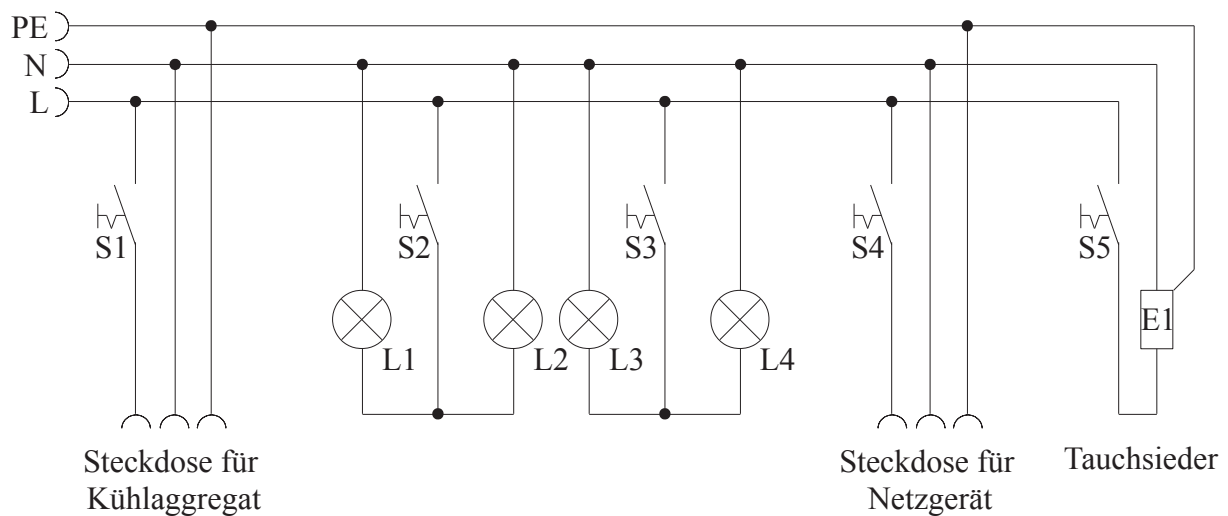 PE
N
L
S1
S2
S3
S4
S5
L1
L2
L3
L4
E1
Steckdose für
Kühlaggregat
Steckdose für
Netzgerät
Tauchsieder